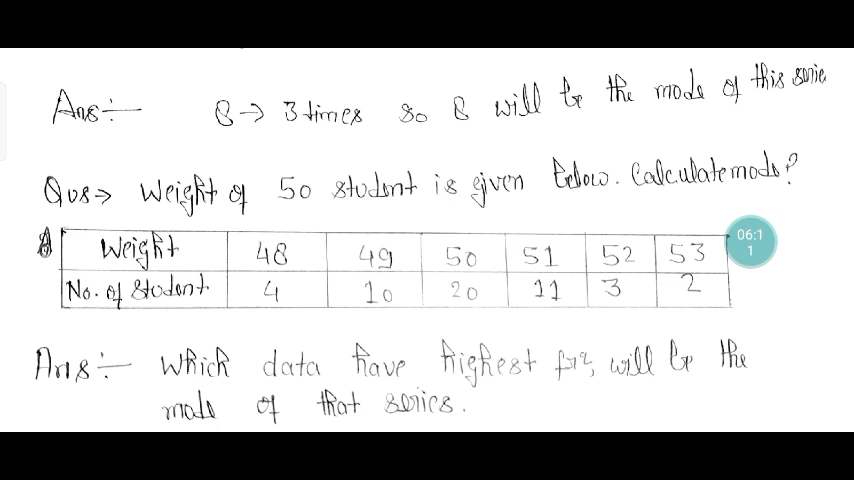 Ans:- 8 → 3 times so 8 will be the mode of this serie
Qus → Weight of 50 student is given below. Calculate mode?
Weight 48 49 50 51 52 53
No. of Student 4 10 20 11 3 2
06:1
1
Ans:- Which data have highest frq, will be the
mode of that series.